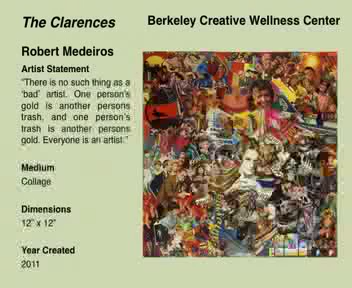 The Clarences
Berkeley Creative Wellness Center
Robert Medeiros
Artist Statement
“There is no such thing as a
‘bad’ artist. One person’s
gold is another persons
trash, and one person’s
trash is another persons
gold. Everyone is an artist.”
Medium
Collage
Dimensions
12” x 12”
Year Created
2011